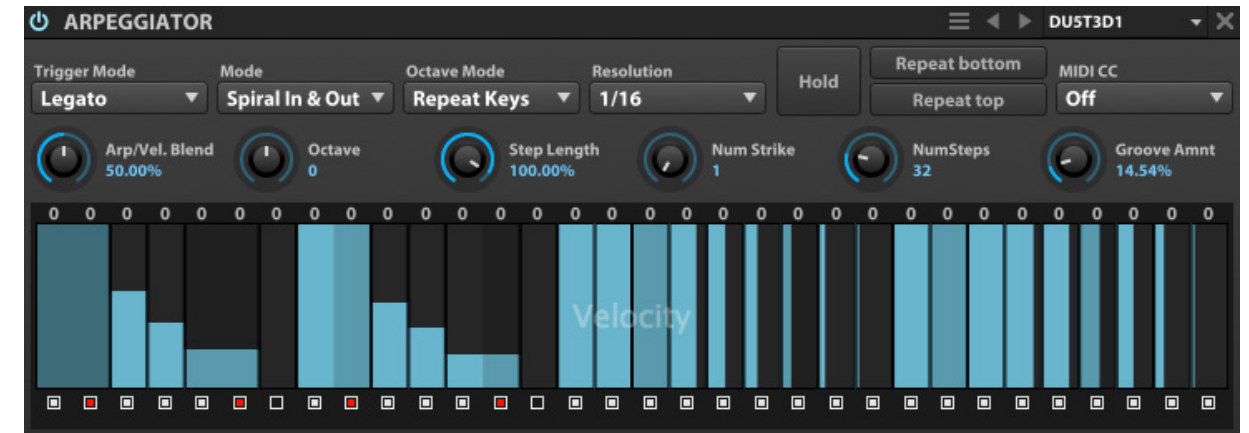 ARPEGGIATOR DU5T3D1
Trigger Mode Mode Octave Mode Resolution Hold Repeat bottom MIDI CC
Legato Spiral In & Out Repeat Keys 1/16 Repeat top Off
Arp/Vel. Blend Octave Step Length Num Strike NumSteps Groove Amnt
50.00% 0 100.00% 1 32 14.54%
0 0 0 0 0 0 0 0 0 0 0 0 0 0 0 0 0 0 0 0 0 0 0 0 0 0 0 0 0 0 0 0
Velocity